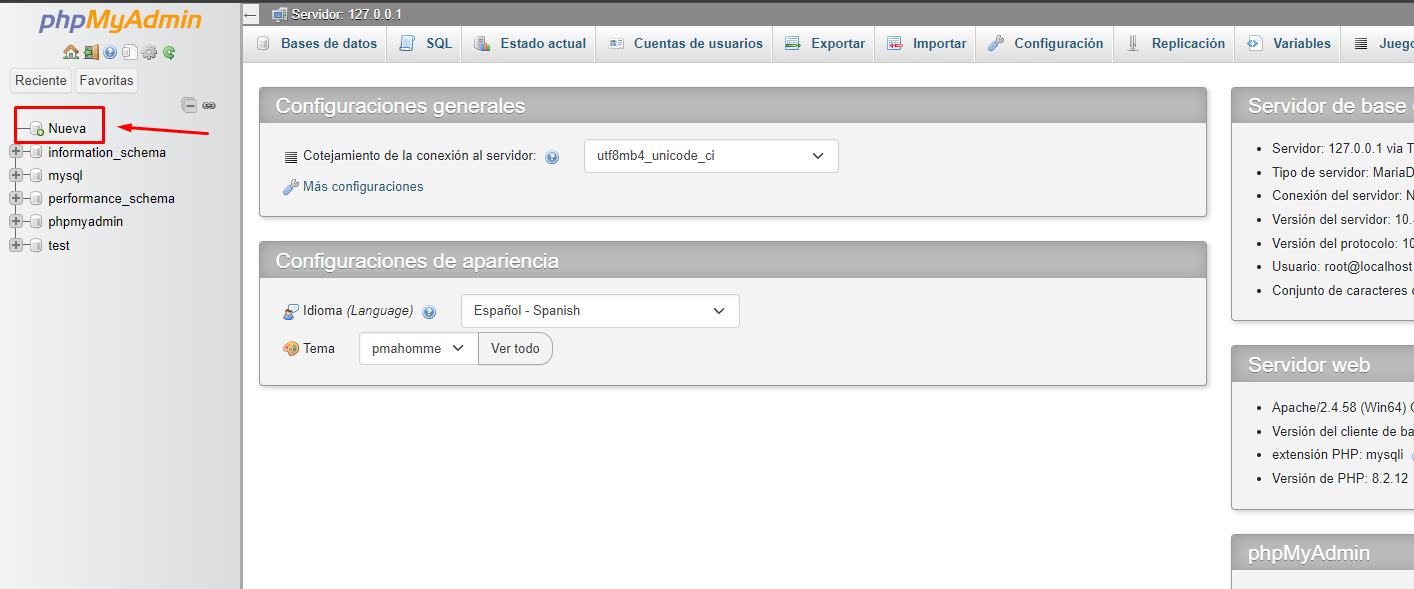 phpMyAdmin
Reciente Favoritas
Nueva
information_schema
mysql
performance_schema
phpmyadmin
test
Servidor: 127.0.0.1
Bases de datos SQL Estado actual Cuentas de usuarios Exportar Importar Configuración Replicación Variables Juego
Configuraciones generales
Cotejamiento de la conexión al servidor: utf8mb4_unicode_ci
Más configuraciones
Configuraciones de apariencia
Idioma (Language) Español - Spanish
Tema pmahomme Ver todo
Servidor de base
Servidor: 127.0.0.1 via T
Tipo de servidor: MariaD
Conexión del servidor: N
Versión del servidor: 10.
Versión del protocolo: 10
Usuario: root@localhost
Conjunto de caracteres
Servidor web
Apache/2.4.58 (Win64)
Versión del cliente de ba
extensión PHP: mysqli
Versión de PHP: 8.2.12
phpMyAdmin